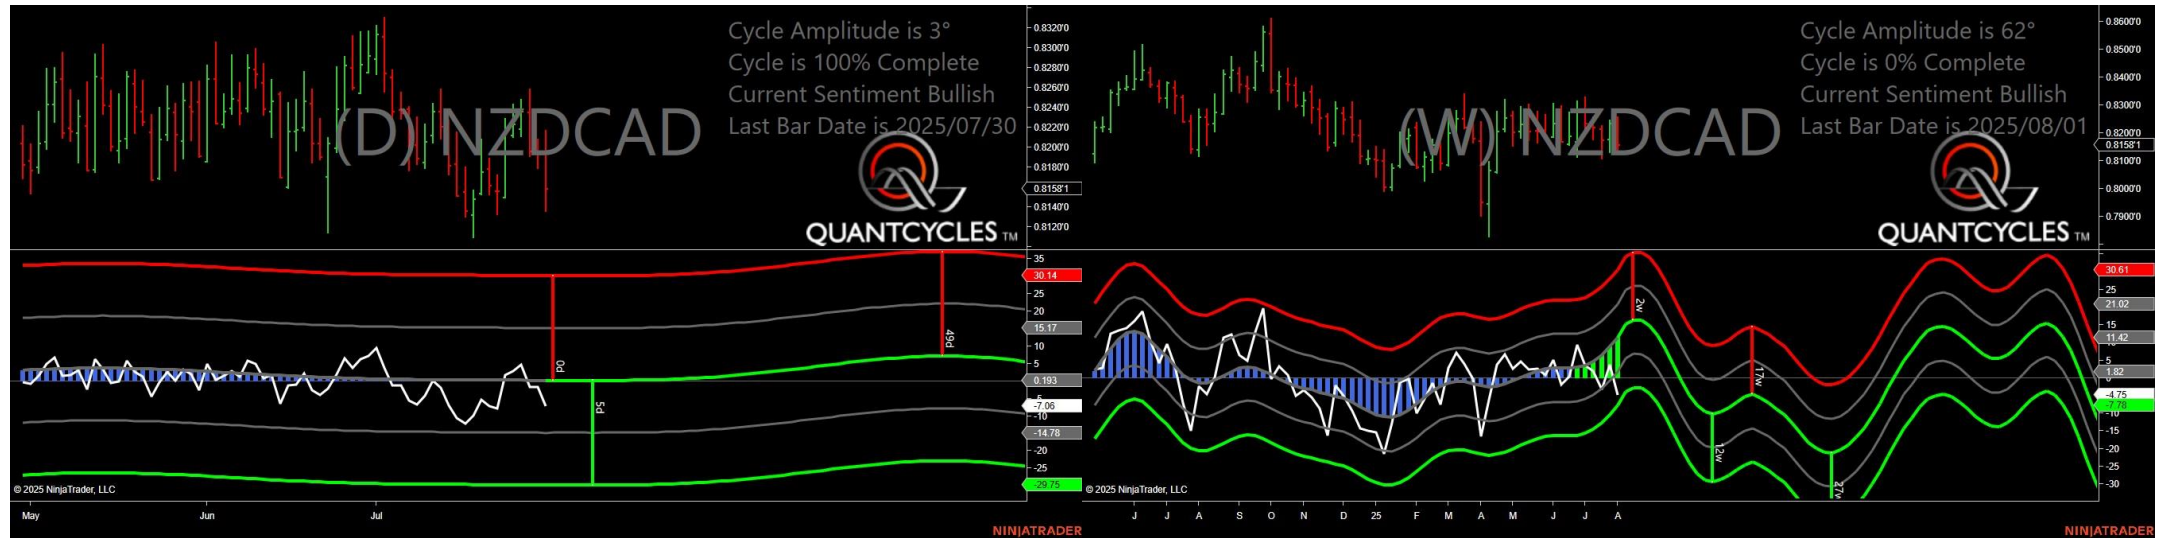 Cycle Amplitude is 3°
Cycle is 100% Complete
Current Sentiment Bullish
Last Bar Date is 2025/07/30
(D) NZDCAD
QUANTCYCLES TM
0.8320'0
0.8280'0
0.8240'0
0.8220'0
0.8200'0
0.8180'0
0.8158'1
0.8140'0
0.8120'0
35
30.14
25
20
15.17
10
5
0.193
-7.06
-10
-14.78
-20
-25
-29.75
0d
5d
49d
© 2025 NinjaTrader, LLC
May Jun Jul
NINJATRADER
Cycle Amplitude is 62°
Cycle is 0% Complete
Current Sentiment Bullish
Last Bar Date is 2025/08/01
(W) NZDCAD
QUANTCYCLES TM
0.8600'0
0.8500'0
0.8400'0
0.8300'0
0.8200'0
0.8158'1
0.8100'0
0.8000'0
0.7900'0
30.61
25
21.02
15
11.42
5
1.82
-4.75
-7.78
-10
-15
-20
-25
-30
2w
12w
17w
27w
© 2025 NinjaTrader, LLC
J J A S O N D 25 F M A M J J A
NINJATRADER